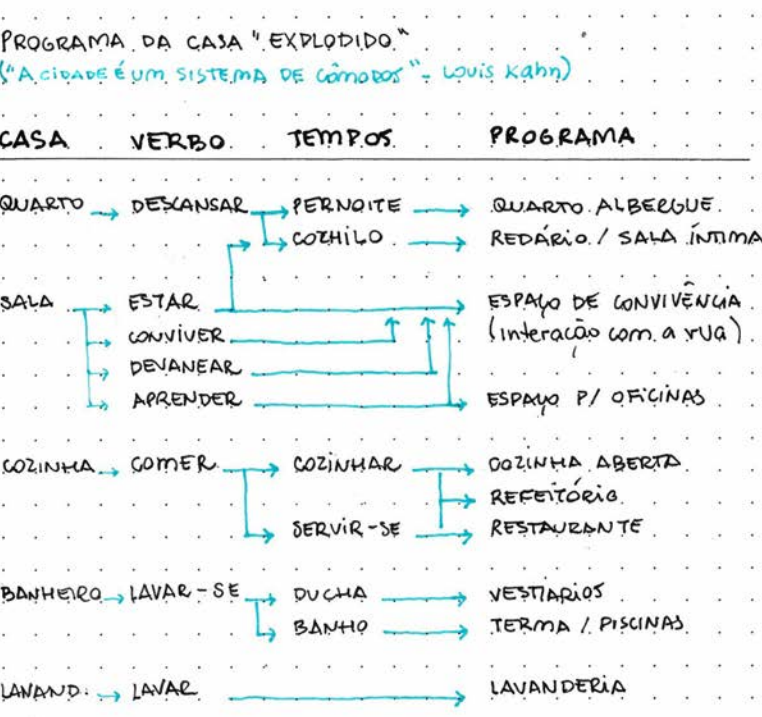 PROGRAMA DA CASA "EXPLODIDO"
("A CIDADE É UM SISTEMA DE CÔMODOS" - LOUIS KAHN)
CASA VERBO TEMPOS PROGRAMA
QUARTO → DESCANSAR → PERNOITE → QUARTO ALBERGUE
→ COCHILO → REDÁRIO / SALA ÍNTIMA
SALA → ESTAR → ESPAÇO DE CONVIVÊNCIA
→ CONVIVER (interação com a rua)
→ DEVANEAR
→ APRENDER → ESPAÇO P/ OFICINAS
COZINHA → COMER → COZINHAR → COZINHA ABERTA
→ REFEITÓRIO
→ SERVIR-SE → RESTAURANTE
BANHEIRO → LAVAR-SE → DUCHA → VESTIARIOS
→ BANHO → TERMA / PISCINAS
LAVAND. → LAVAR → LAVANDERIA